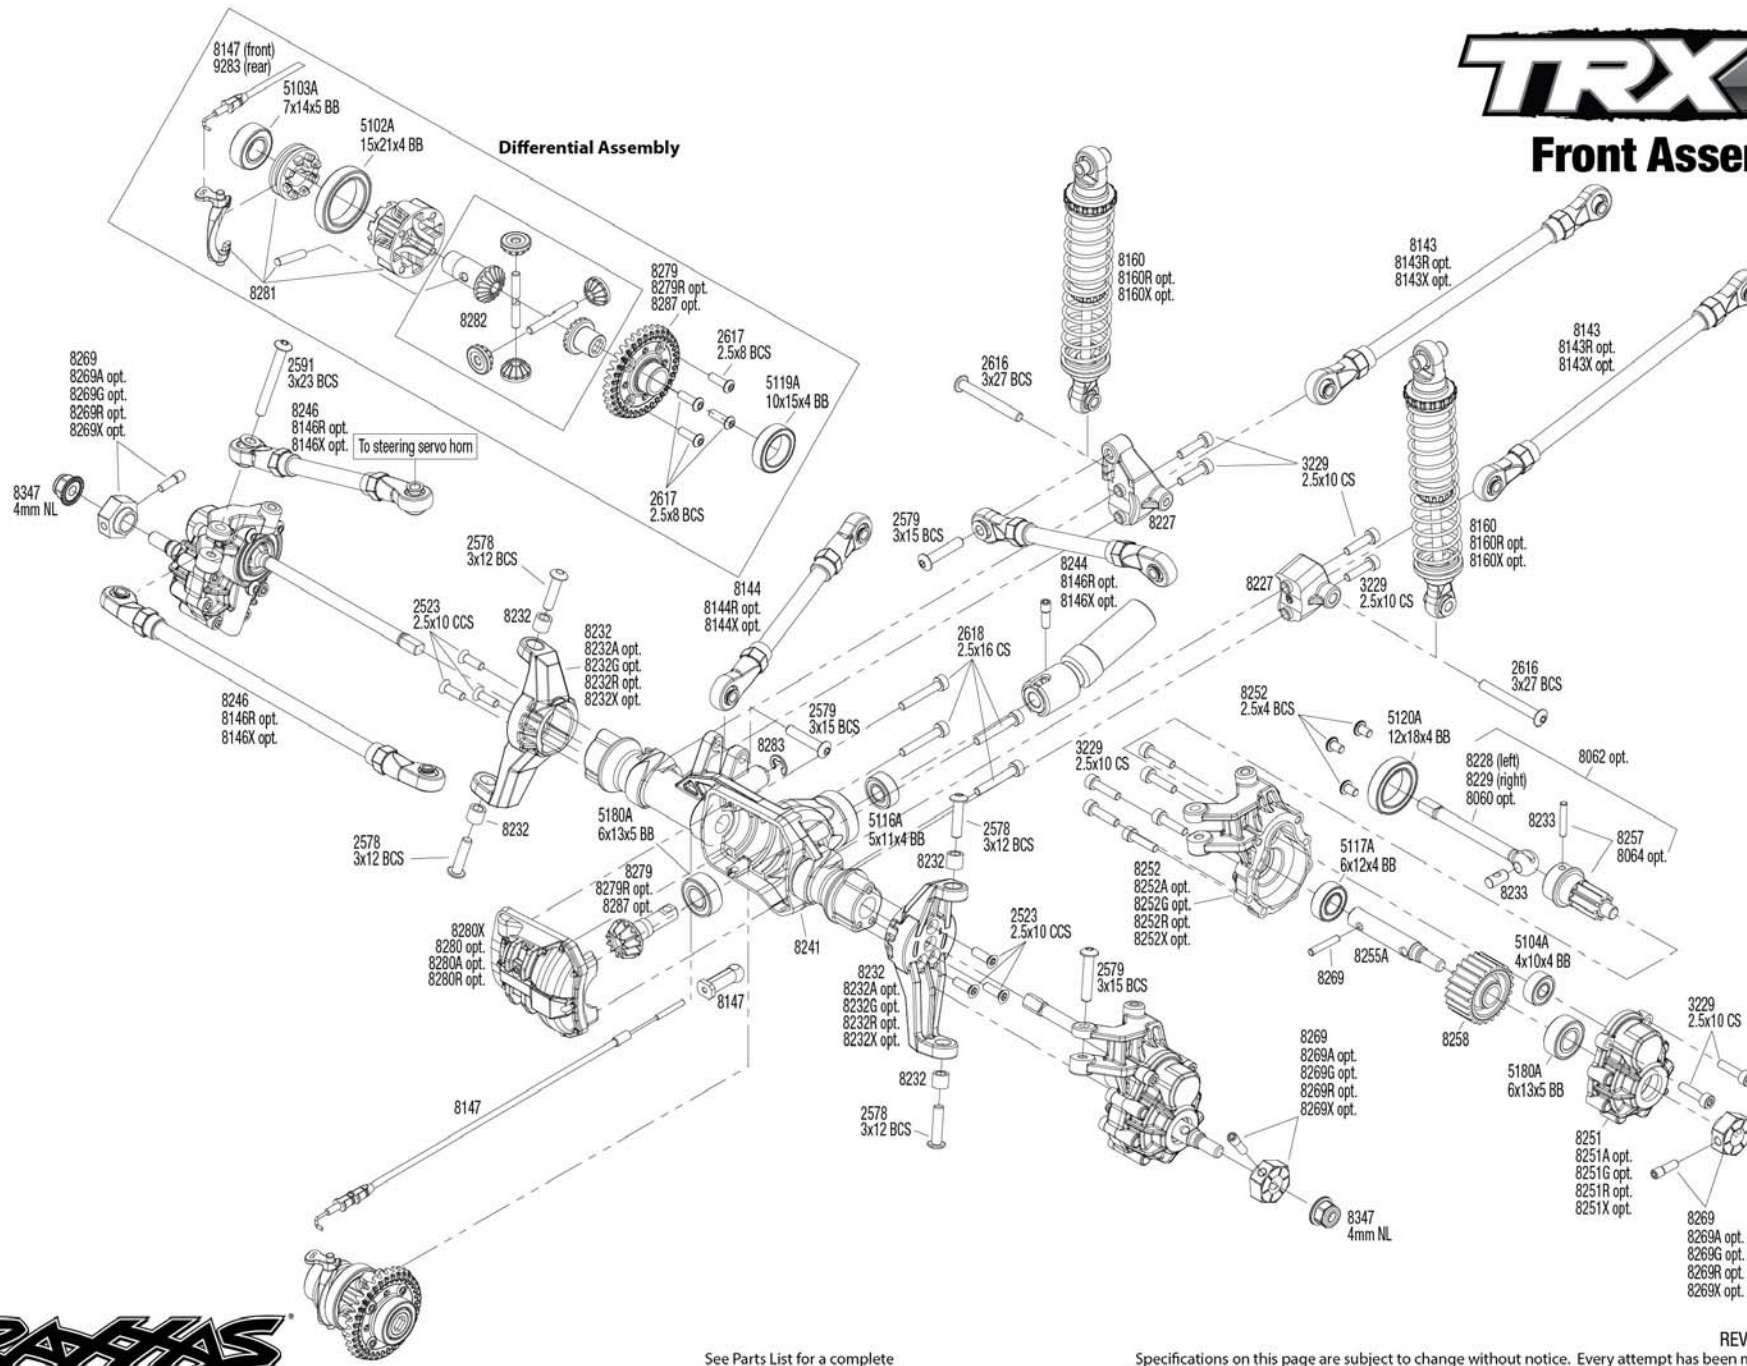 TRX
Front Assem
Differential Assembly
8147 (front)
9283 (rear)
5103A
7x14x5 BB
5102A
15x21x4 BB
8281
8282
8279
8279R opt.
8287 opt.
2617
2.5x8 BCS
5119A
10x15x4 BB
2617
2.5x8 BCS
8269
8269A opt.
8269G opt.
8269R opt.
8269X opt.
2591
3x23 BCS
8246
8146R opt.
8146X opt.
To steering servo horn
8347
4mm NL
8160
8160R opt.
8160X opt.
8143
8143R opt.
8143X opt.
8143
8143R opt.
8143X opt.
2616
3x27 BCS
3229
2.5x10 CS
8227
2579
3x15 BCS
8244
8146R opt.
8146X opt.
8227
3229
2.5x10 CS
8160
8160R opt.
8160X opt.
2616
3x27 BCS
2578
3x12 BCS
2523
2.5x10 CCS
8232
8232
8232A opt.
8232G opt.
8232R opt.
8232X opt.
8144
8144R opt.
8144X opt.
2618
2.5x16 CS
2579
3x15 BCS
8283
8246
8146R opt.
8146X opt.
8232
2578
3x12 BCS
5180A
6x13x5 BB
5116A
5x11x4 BB
2578
3x12 BCS
8232
8279
8279R opt.
8287 opt.
8280X
8280 opt.
8280A opt.
8280R opt.
8241
8147
2523
2.5x10 CCS
8232
8232A opt.
8232G opt.
8232R opt.
8232X opt.
2579
3x15 BCS
8232
2578
3x12 BCS
8147
8252
2.5x4 BCS
5120A
12x18x4 BB
3229
2.5x10 CS
8228 (left)
8229 (right)
8060 opt.
8062 opt.
8233
8257
8064 opt.
8233
5117A
6x12x4 BB
8252
8252A opt.
8252G opt.
8252R opt.
8252X opt.
8269
8255A
5104A
4x10x4 BB
8258
5180A
6x13x5 BB
3229
2.5x10 CS
8269
8269A opt.
8269G opt.
8269R opt.
8269X opt.
8347
4mm NL
8251
8251A opt.
8251G opt.
8251R opt.
8251X opt.
8269
8269A opt.
8269G opt.
8269R opt.
8269X opt.
TRAXXAS
REV
See Parts List for a complete
Specifications on this page are subject to change without notice. Every attempt has been m